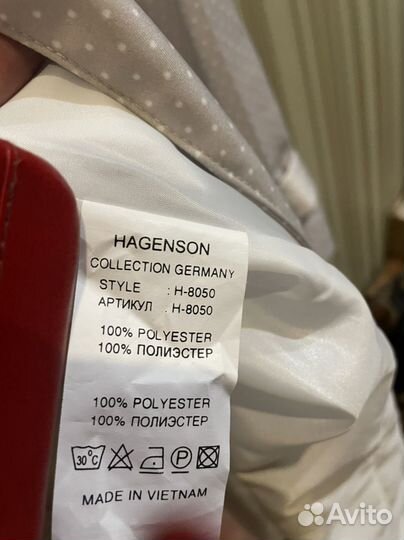 HAGENSON
COLLECTION GERMANY
STYLE : H-8050
АРТИКУЛ : H-8050
100% POLYESTER
100% ПОЛИЭСТЕР
100% POLYESTER
100% ПОЛИЭСТЕР
30°C P
MADE IN VIETNAM
Avito